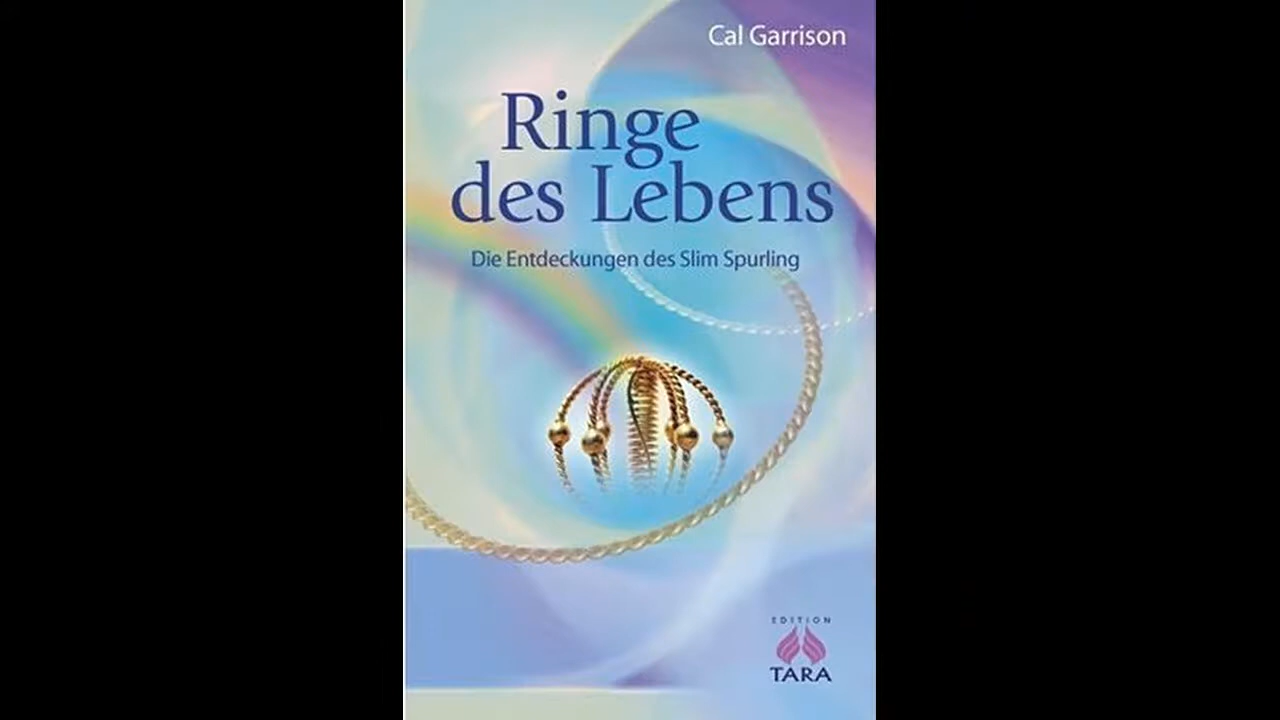 Cal Garrison
Ringe
des Lebens
Die Entdeckungen des Slim Spurling
EDITION
TARA